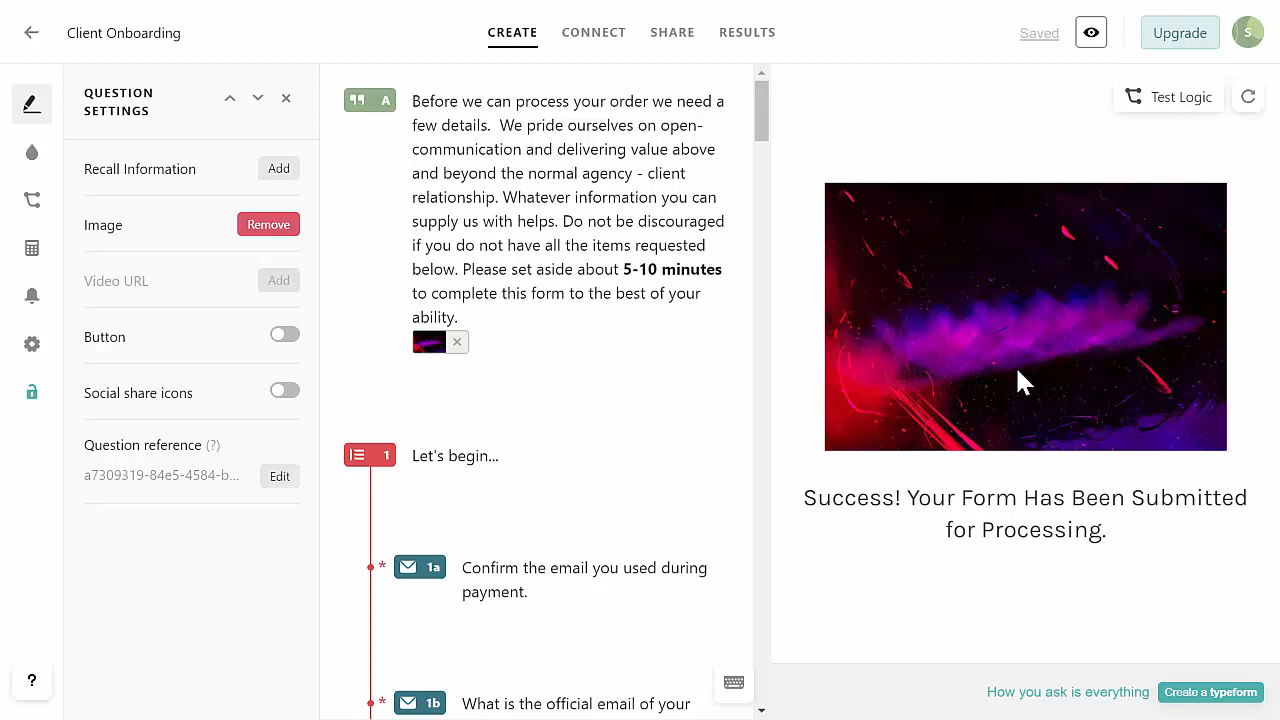 Client Onboarding
CREATE
CONNECT
SHARE
RESULTS
Saved
Upgrade
S
QUESTION
SETTINGS
Recall Information
Add
Image
Remove
Video URL
Add
Button
Social share icons
Question reference (?)
a7309319-84e5-4584-b...
Edit
?
A
Before we can process your order we need a
few details.  We pride ourselves on open-
communication and delivering value above
and beyond the normal agency - client
relationship. Whatever information you can
supply us with helps. Do not be discouraged
if you do not have all the items requested
below. Please set aside about 5-10 minutes
to complete this form to the best of your
ability.
1
Let's begin...
* 1a
Confirm the email you used during
payment.
* 1b
What is the official email of your
Test Logic
Success! Your Form Has Been Submitted
for Processing.
How you ask is everything
Create a typeform